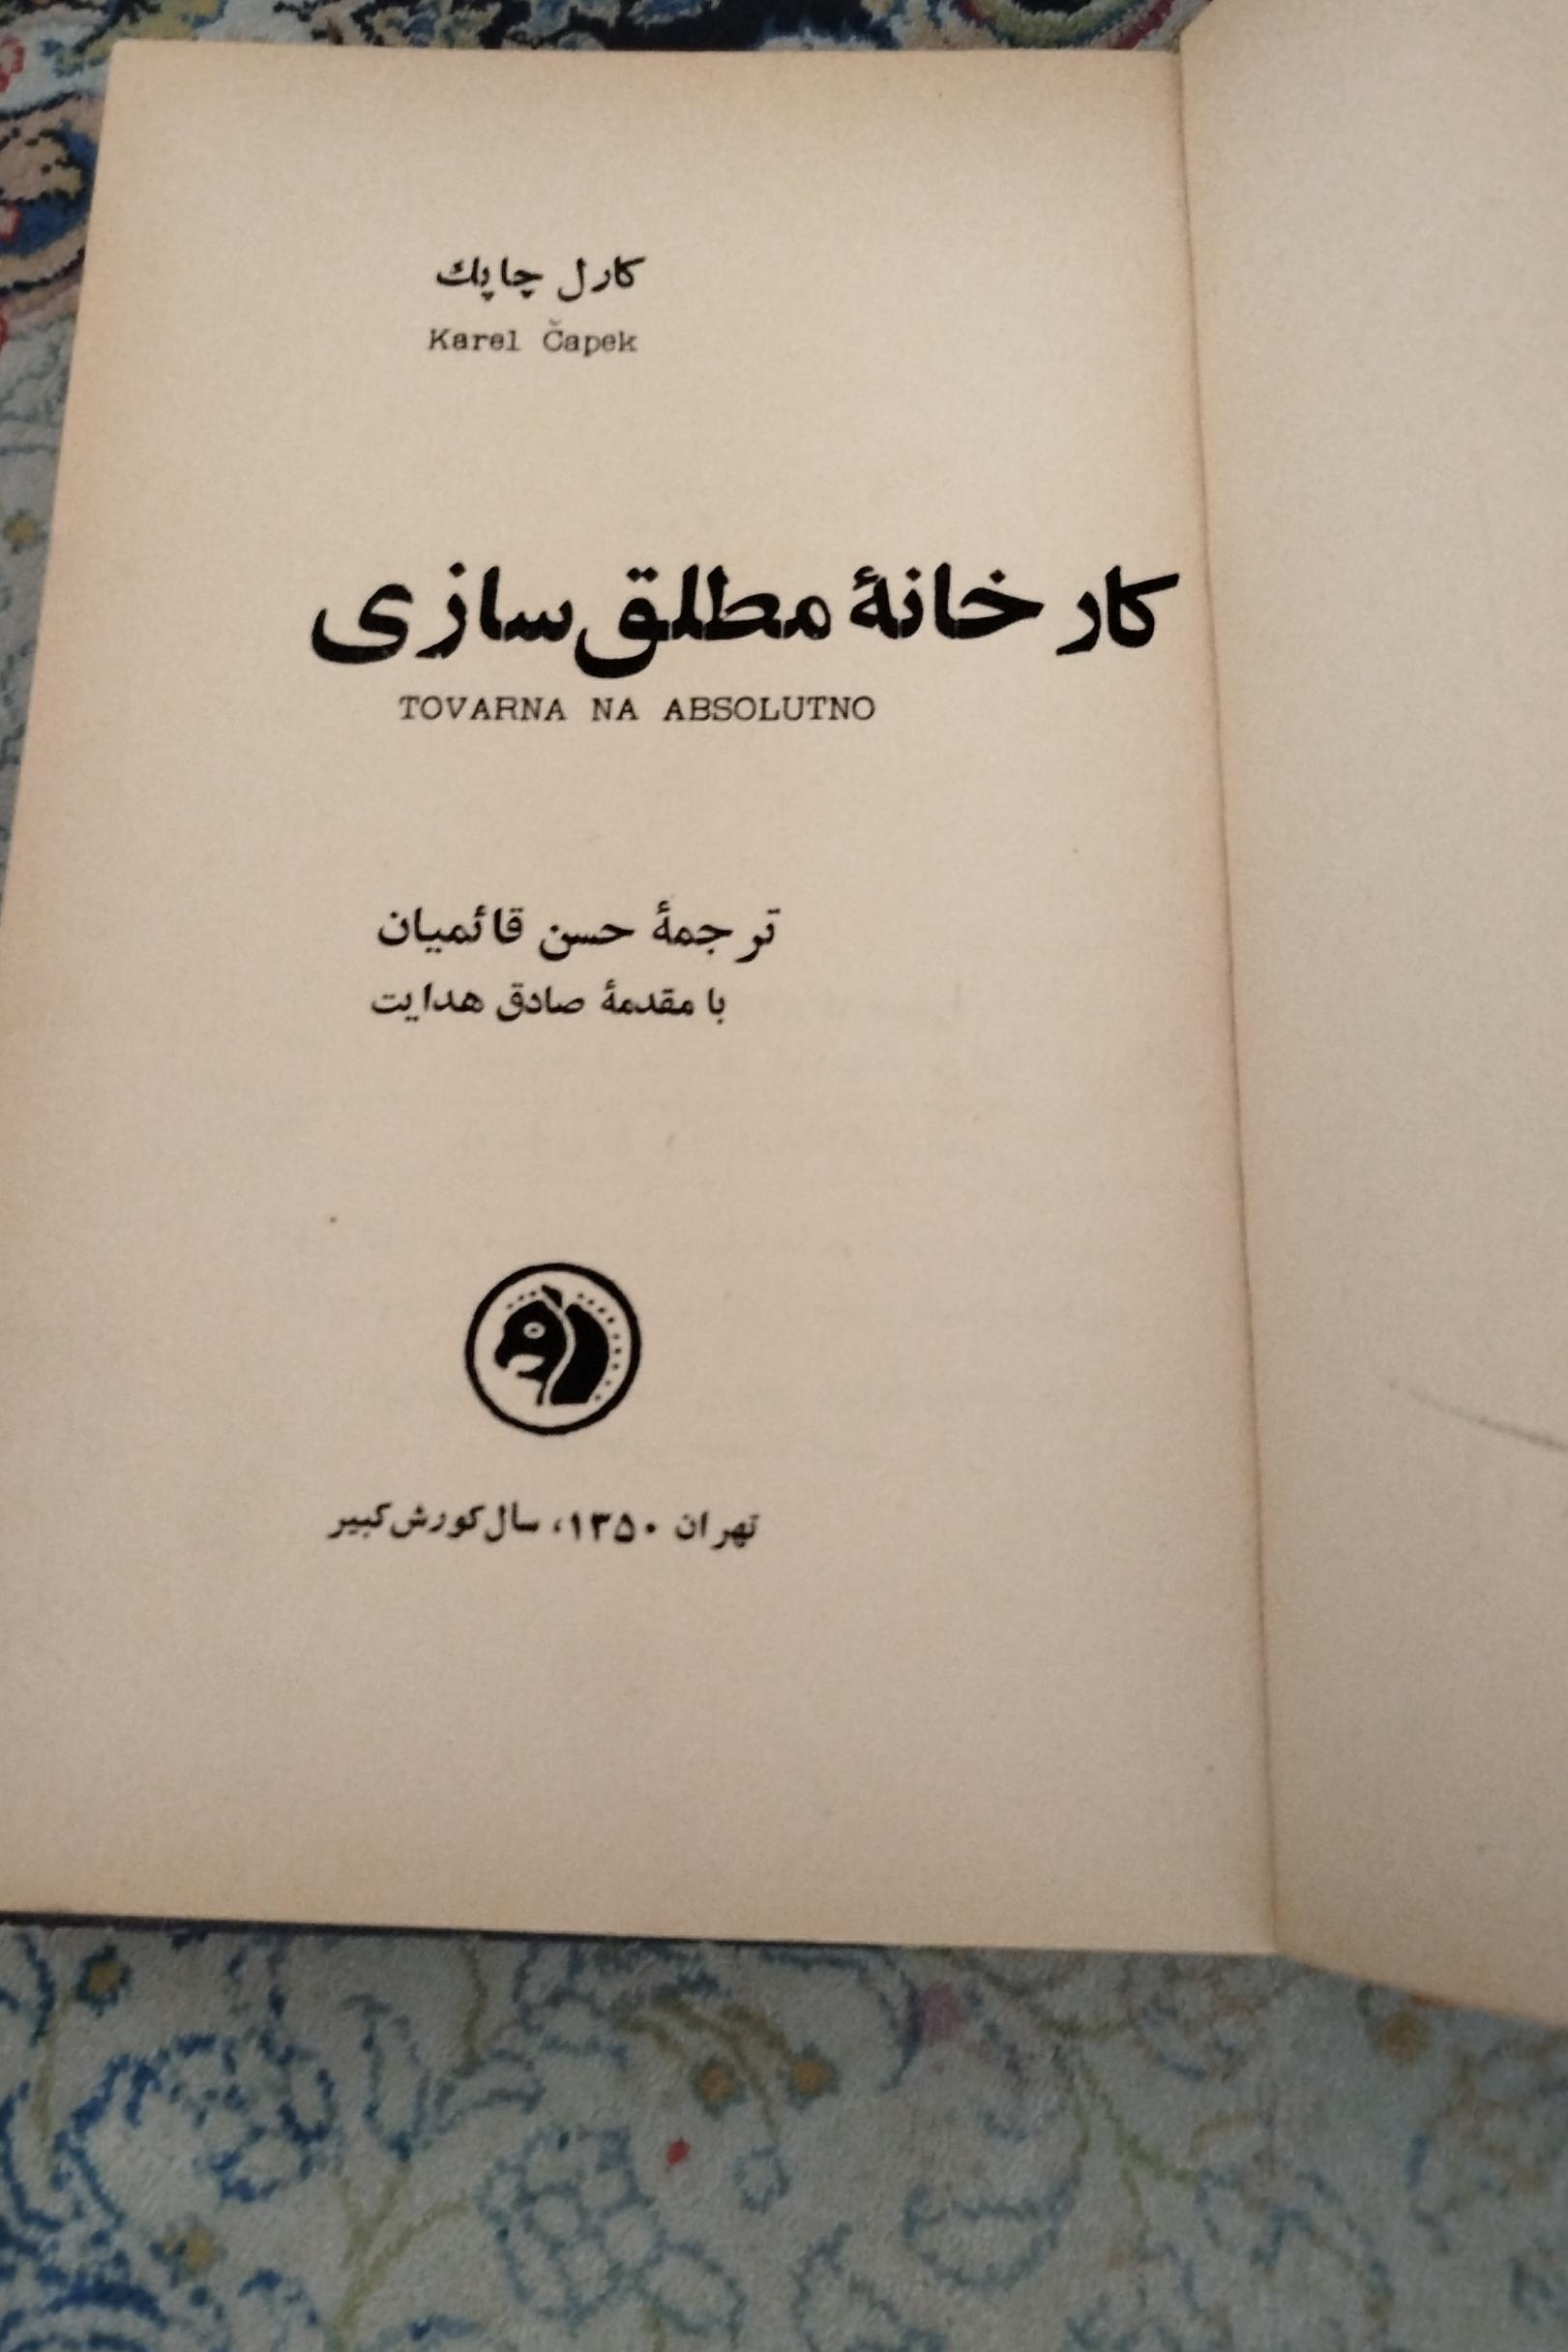 کارل چاپك
Karel Čapek
کارخانهٔ مطلق سازی
TOVARNA NA ABSOLUTNO
ترجمهٔ حسن قائمیان
با مقدمهٔ صادق هدایت
تهران ۱۳۵۰، سال کورش کبیر